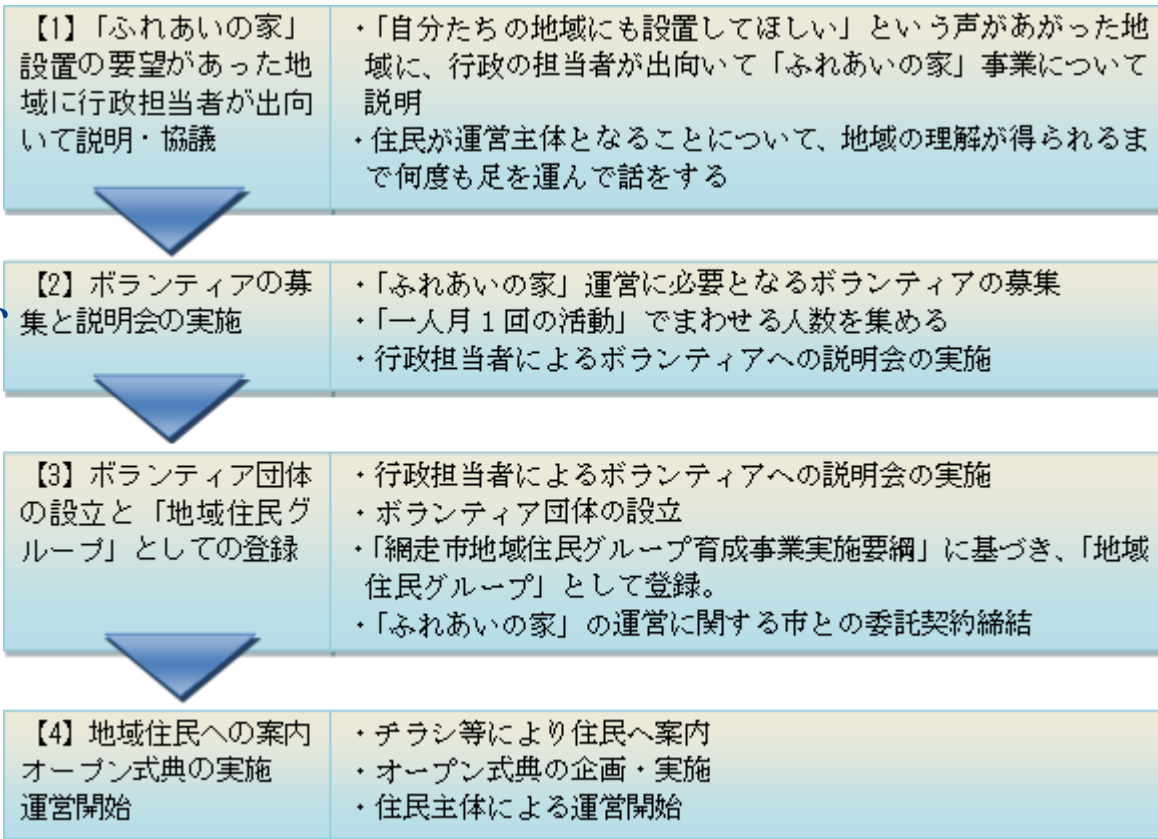 【1】「ふれあいの家」
設置の要望があった地
域に行政担当者が出向
いて説明・協議
・「自分たちの地域にも設置してほしい」という声があがった地
域に、行政の担当者が出向いて「ふれあいの家」事業について
説明
・住民が運営主体となることについて、地域の理解が得られるま
で何度も足を運んで話をする
【2】ボランティアの募
集と説明会の実施
・「ふれあいの家」運営に必要となるボランティアの募集
・「一人月1回の活動」でまわせる人数を集める
・行政担当者によるボランティアへの説明会の実施
【3】ボランティア団体
の設立と「地域住民グ
ループ」としての登録
・行政担当者によるボランティアへの説明会の実施
・ボランティア団体の設立
・「網走市地域住民グループ育成事業実施要綱」に基づき、「地域
住民グループ」として登録。
・「ふれあいの家」の運営に関する市との委託契約締結
【4】地域住民への案内
オープン式典の実施
運営開始
・チラシ等により住民へ案内
・オープン式典の企画・実施
・住民主体による運営開始